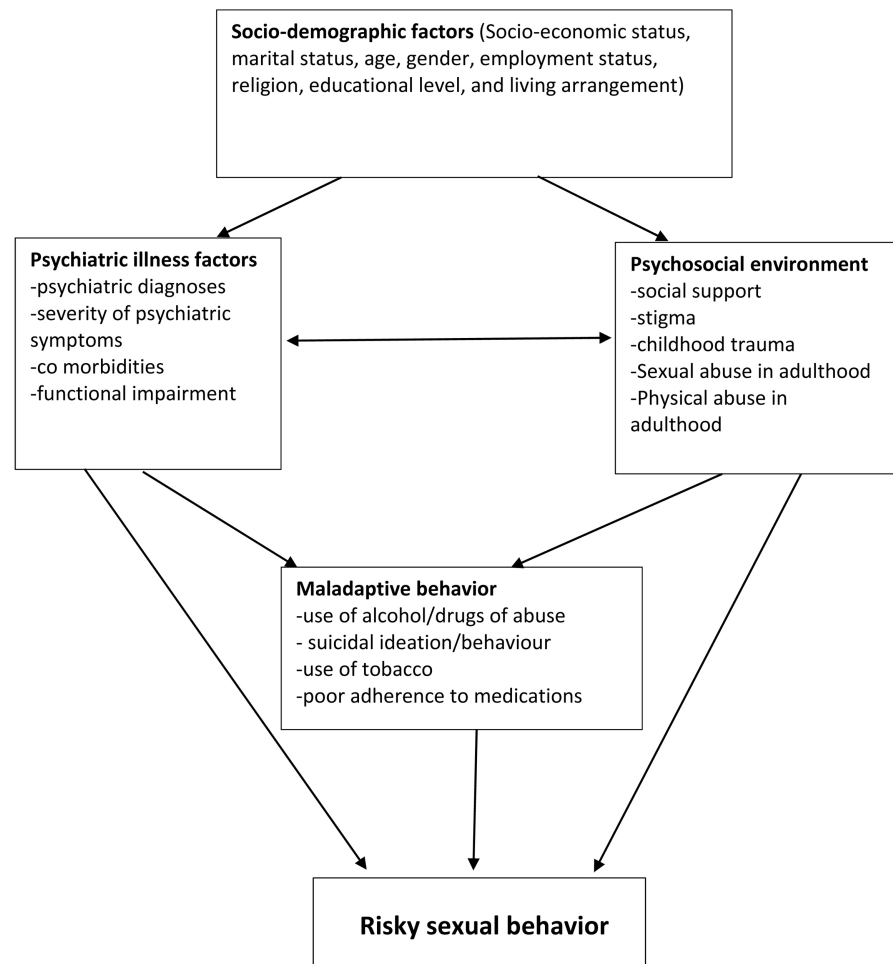 Socio-demographic factors (Socio-economic status,
marital status, age, gender, employment status,
religion, educational level, and living arrangement)
Psychiatric illness factors
-psychiatric diagnoses
-severity of psychiatric
symptoms
-co morbidities
-functional impairment
Psychosocial environment
-social support
-stigma
-childhood trauma
-Sexual abuse in adulthood
-Physical abuse in
adulthood
Maladaptive behavior
-use of alcohol/drugs of abuse
- suicidal ideation/behaviour
-use of tobacco
-poor adherence to medications
Risky sexual behavior